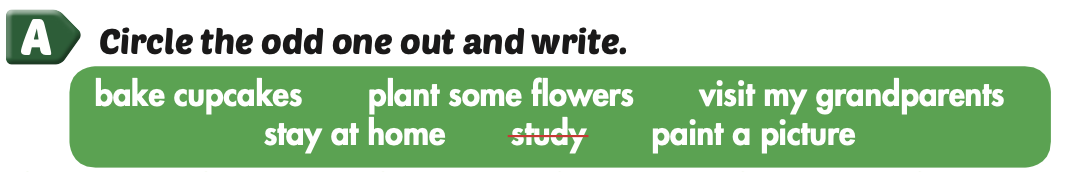 A Circle the odd one out and write.
bake cupcakes plant some flowers visit my grandparents
stay at home study paint a picture